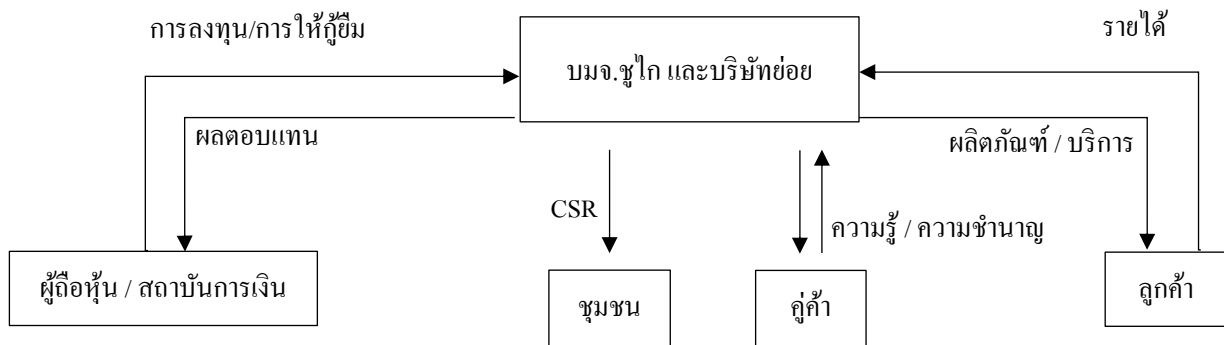 การลงทุน/การให้กู้ยืม
รายได้
บมจ.ชูไก และบริษัทย่อย
ผลตอบแทน
ผลิตภัณฑ์ / บริการ
CSR
ความรู้ / ความชำนาญ
ผู้ถือหุ้น / สถาบันการเงิน
ชุมชน
คู่ค้า
ลูกค้า